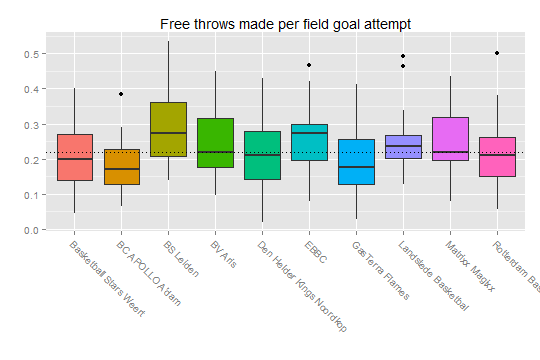 Free throws made per field goal attempt
0.5
0.4
0.3
0.2
0.1
0.0
Basketball Stars Weert
BC APOLLO A'dam
BS Leiden
BV Aris
Den Helder Kings Noordkop
EBBC
GasTerra Flames
Landslede Basketbal
Matrixx Magixx
Rotterdam Bas